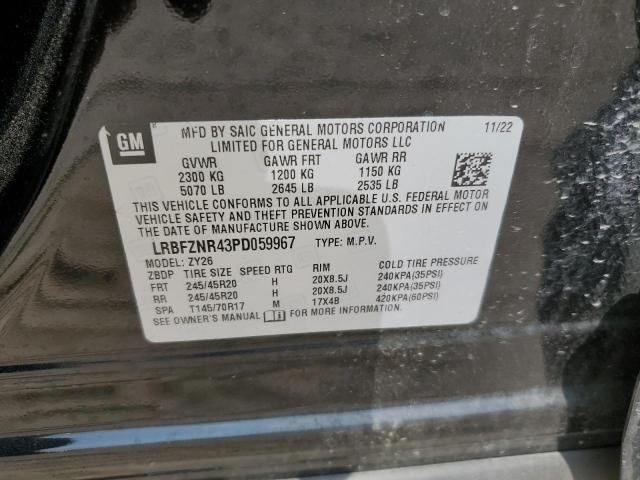 GM
MFD BY SAIC GENERAL MOTORS CORPORATION 11/22
LIMITED FOR GENERAL MOTORS LLC
GVWR GAWR FRT GAWR RR
2300 KG 1200 KG 1150 KG
5070 LB 2645 LB 2535 LB
THIS VEHICLE CONFORMS TO ALL APPLICABLE U.S. FEDERAL MOTOR
VEHICLE SAFETY AND THEFT PREVENTION STANDARDS IN EFFECT ON
THE DATE OF MANUFACTURE SHOWN ABOVE.
LRBFZNR43PD059967 TYPE: M.P.V.
MODEL: ZY26
ZBDP TIRE SIZE SPEED RTG RIM COLD TIRE PRESSURE
FRT 245/45R20 H 20X8.5J 240KPA(35PSI)
RR 245/45R20 H 20X8.5J 240KPA(35PSI)
SPA T145/70R17 M 17X4B 420KPA(60PSI)
SEE OWNER'S MANUAL FOR MORE INFORMATION